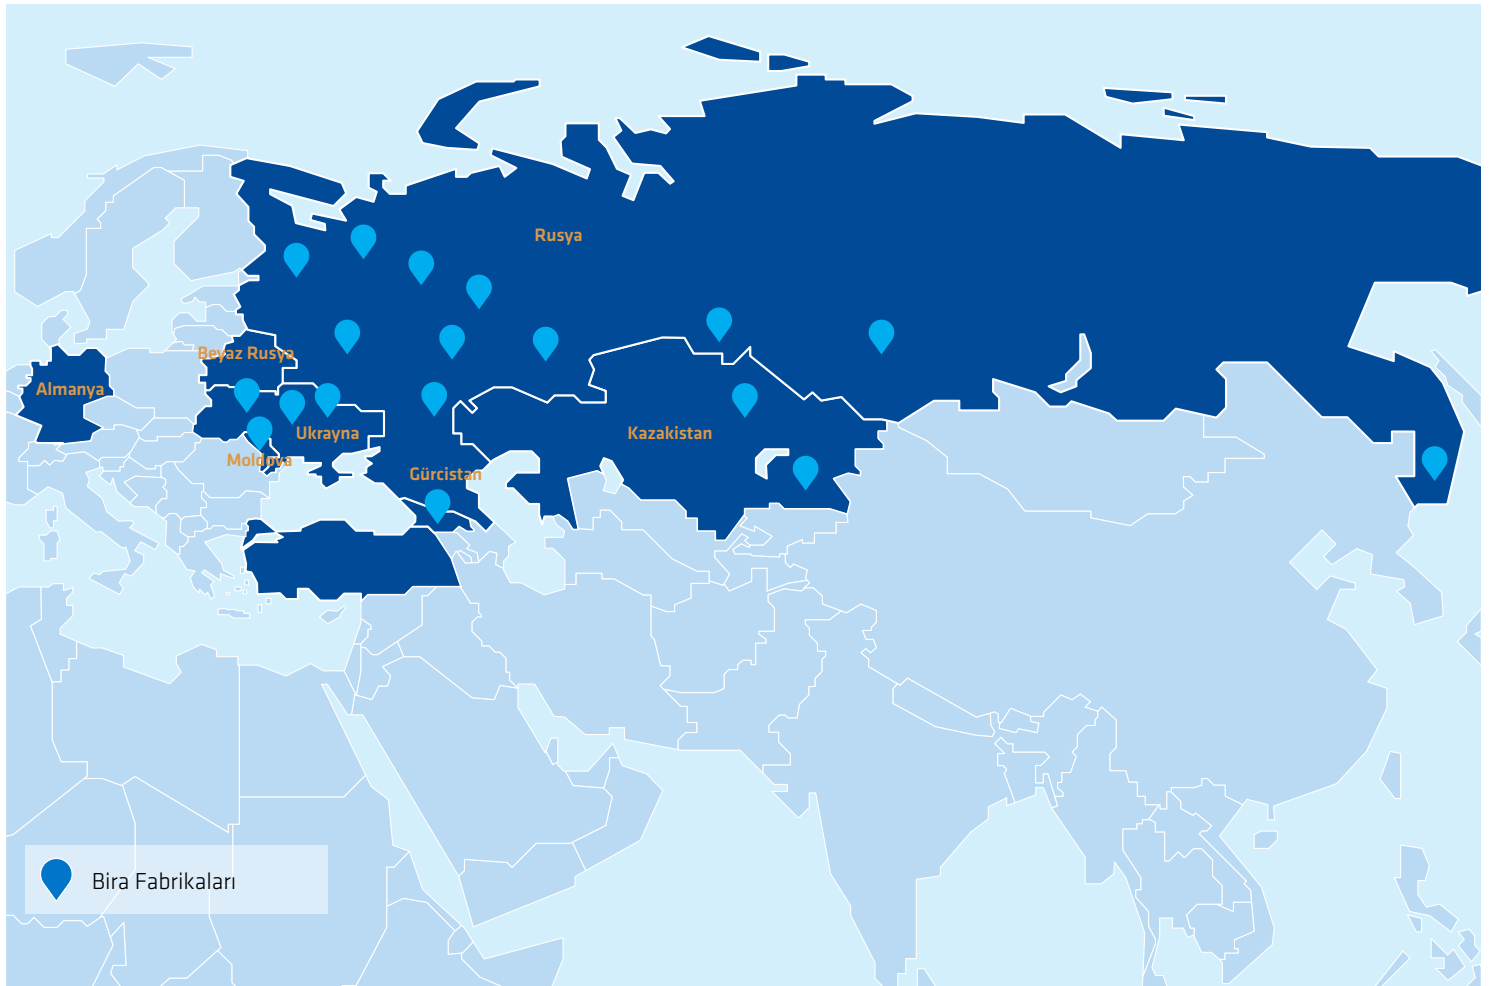 Rusya
Beyaz Rusya
Almanya
Ukrayna
Kazakistan
Moldova
Gürcistan
Bira Fabrikaları